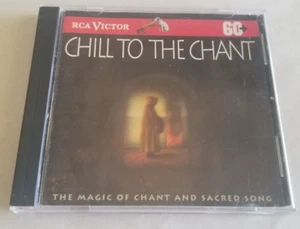 RCA VICTOR
60+
CHILL TO THE CHANT
THE MAGIC OF CHANT AND SACRED SONG